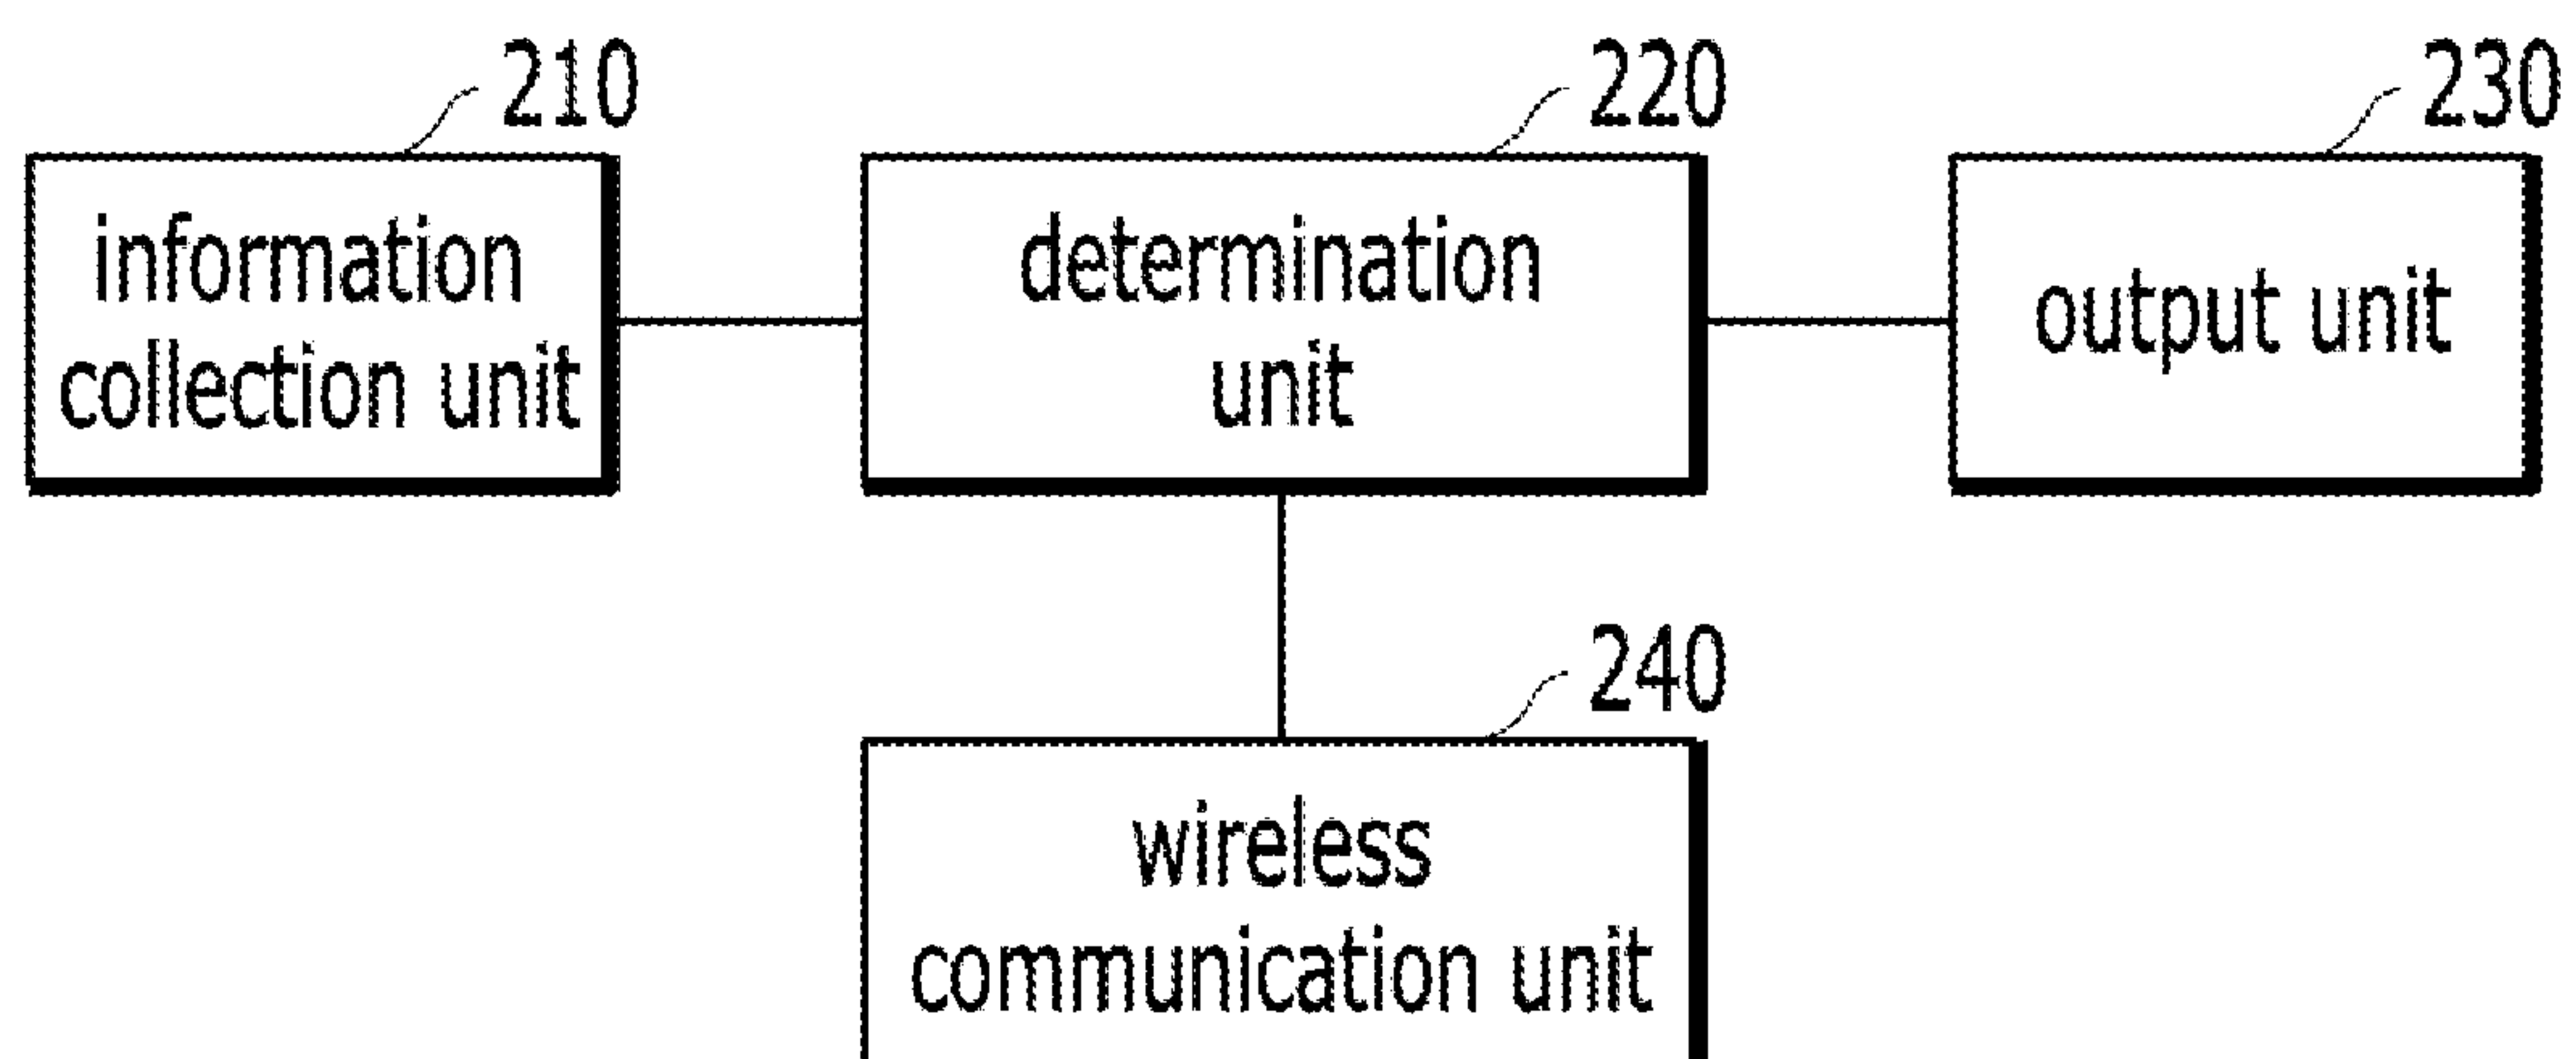 210
220
230
information
collection unit
determination
unit
output unit
240
wireless
communication unit